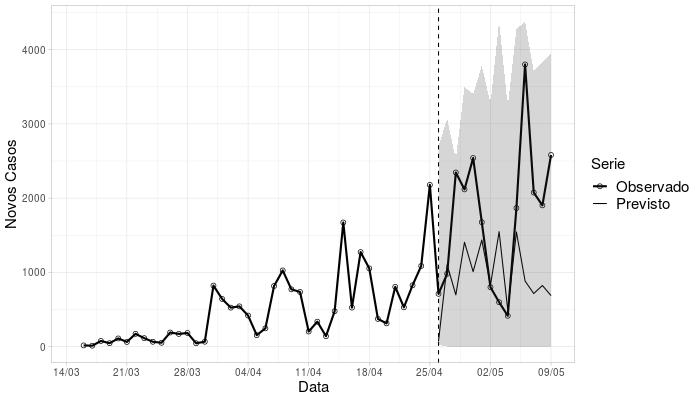 4000
3000
2000
1000
0
Novos Casos
14/03 21/03 28/03 04/04 11/04 18/04 25/04 02/05 09/05
Data
Serie
Observado
Previsto